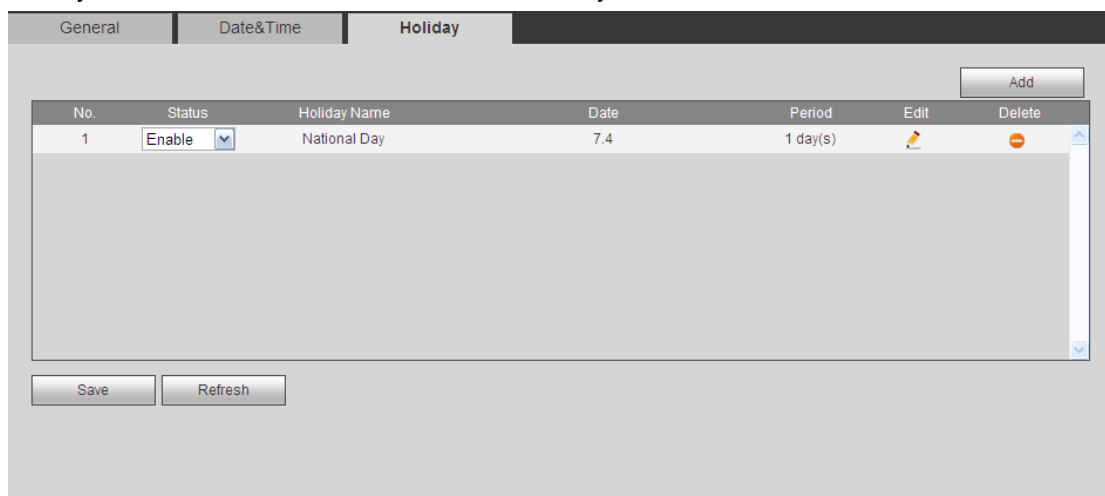 General Date&Time Holiday
Add
No. Status Holiday Name Date Period Edit Delete
1 Enable National Day 7.4 1 day(s)
Save Refresh